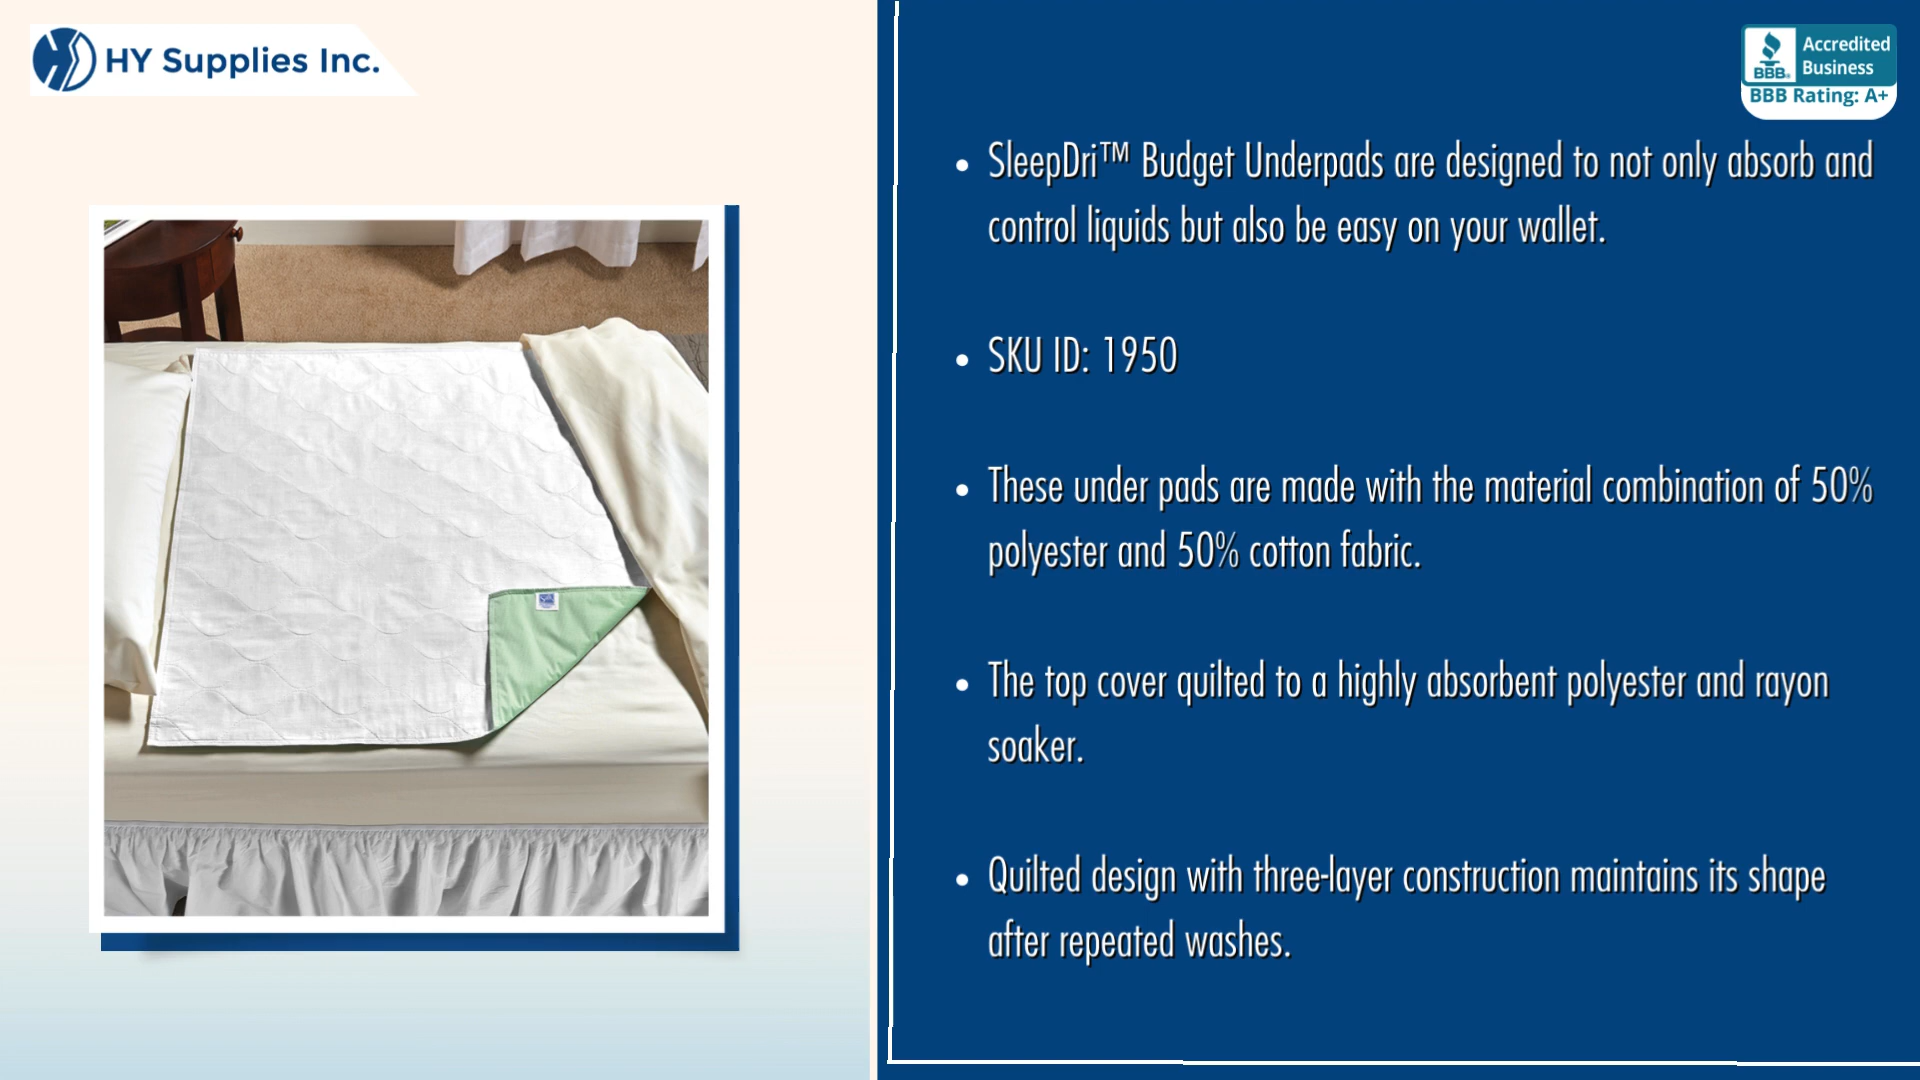 HY Supplies Inc.
Accredited
Business
BBB.
BBB Rating: A+
• SleepDri™ Budget Underpads are designed to not only absorb and
control liquids but also be easy on your wallet.
• SKU ID: 1950
• These under pads are made with the material combination of 50%
polyester and 50% cotton fabric.
• The top cover quilted to a highly absorbent polyester and rayon
soaker.
• Quilted design with three-layer construction maintains its shape
after repeated washes.